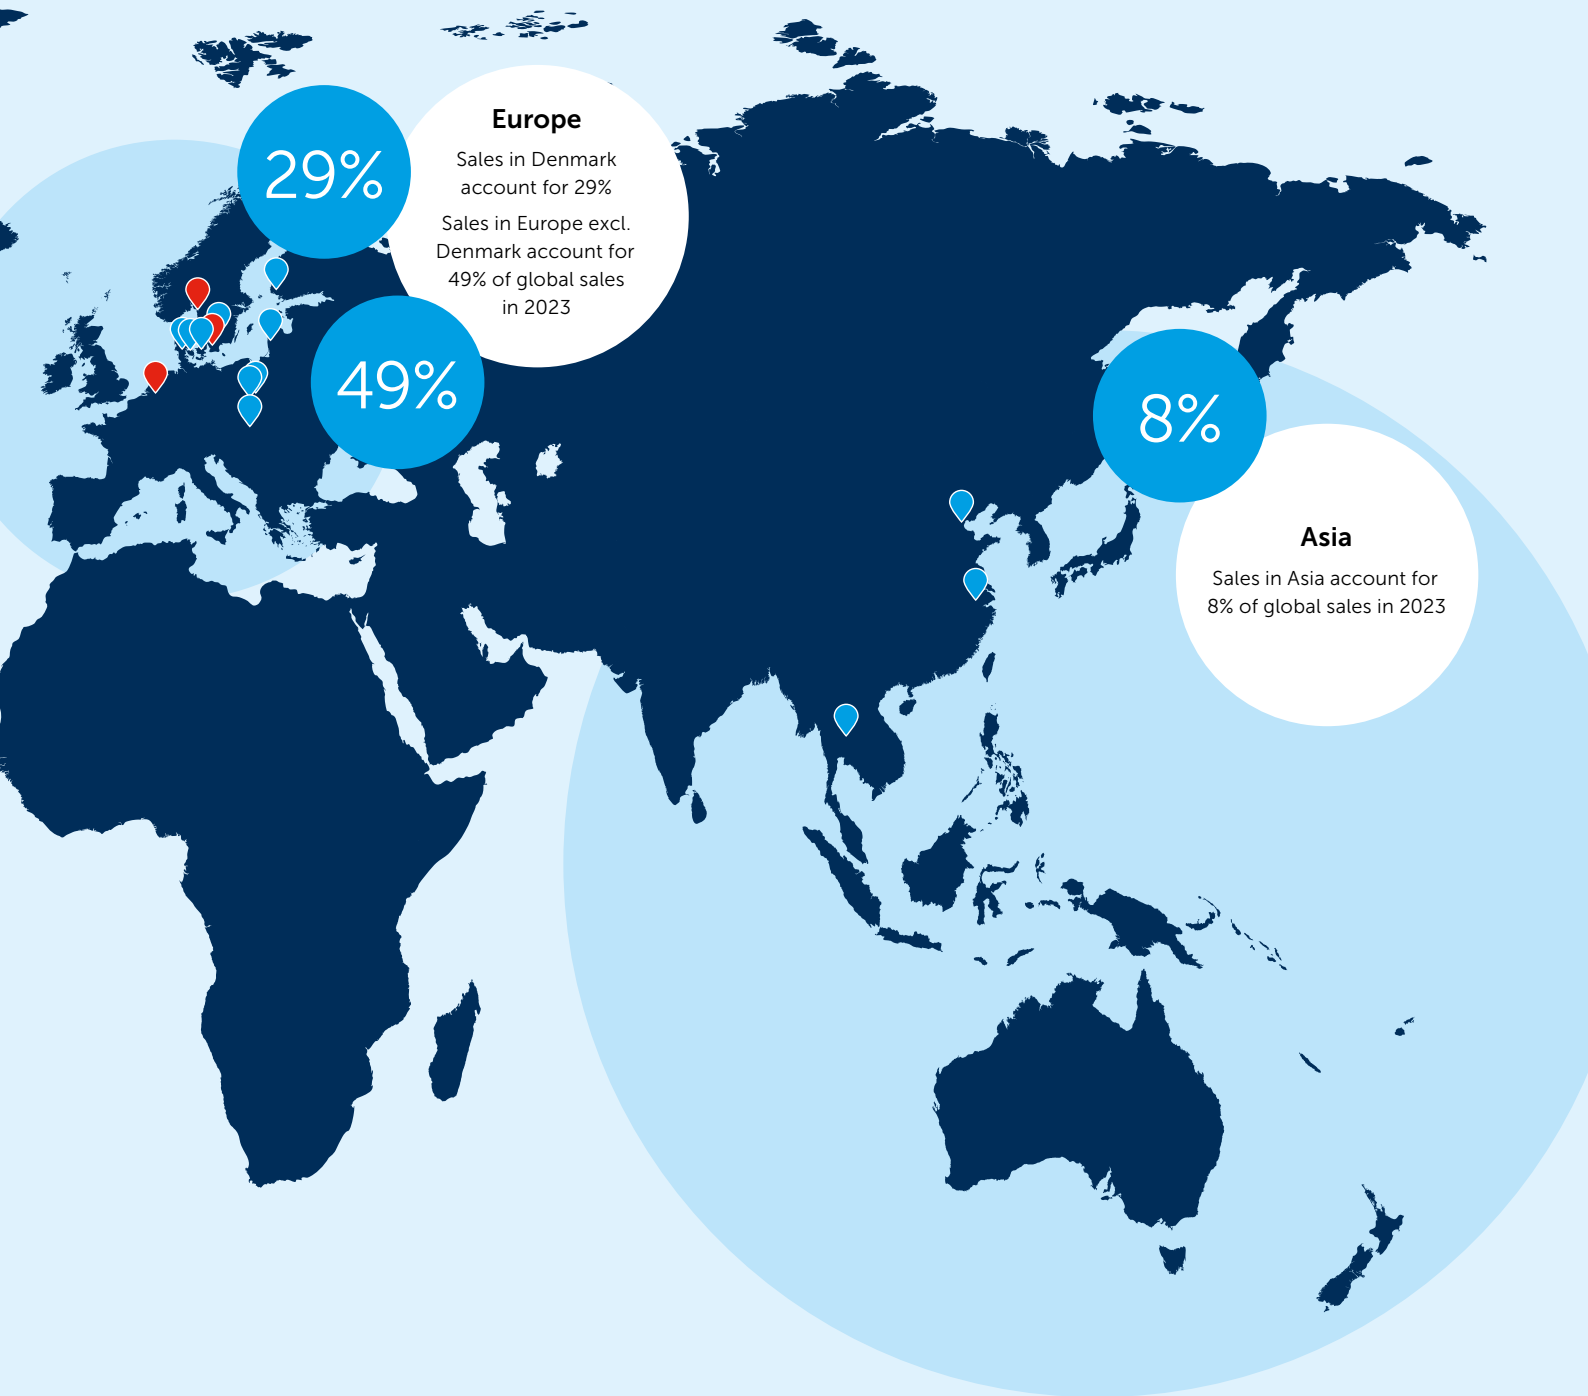 29%
Europe
Sales in Denmark
account for 29%
Sales in Europe excl.
Denmark account for
49% of global sales
in 2023
49%
8%
Asia
Sales in Asia account for
8% of global sales in 2023